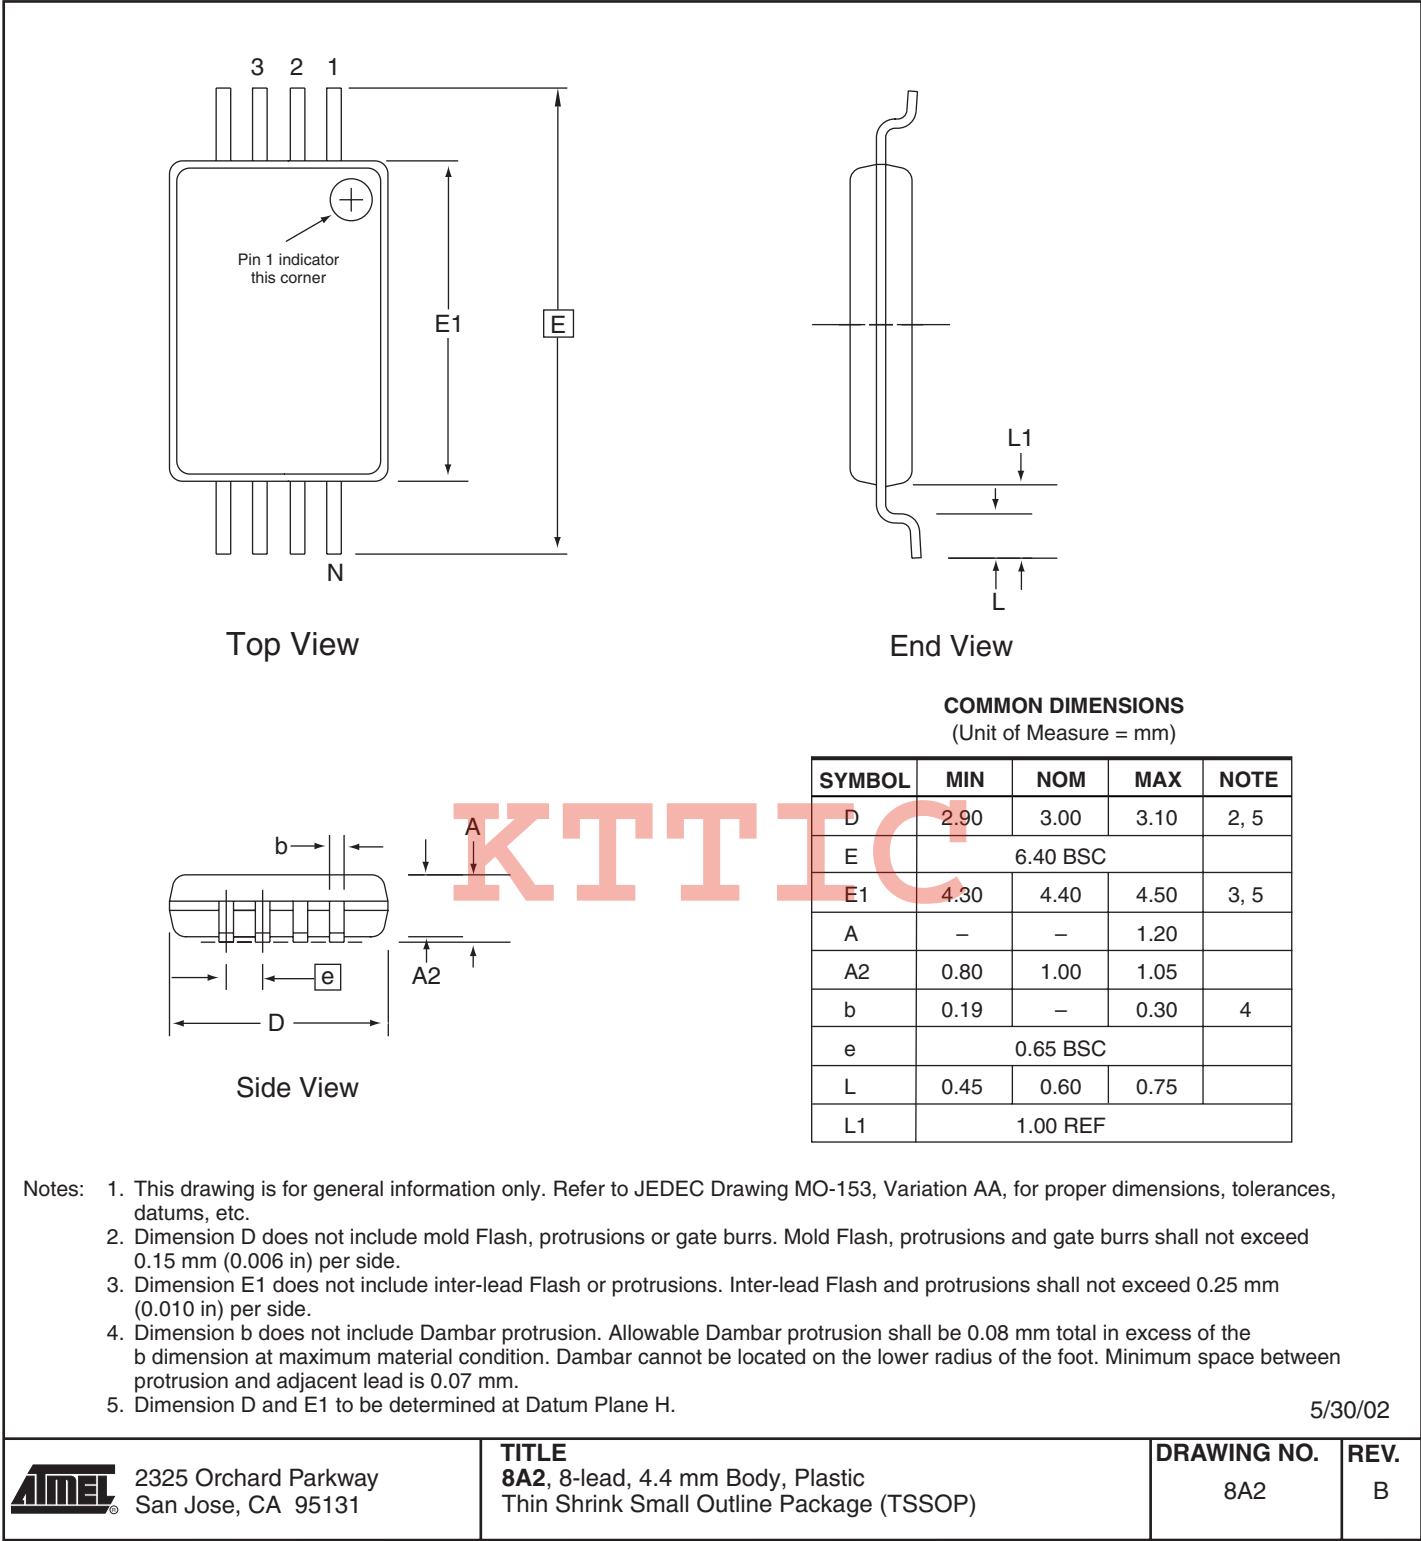 3 2 1
Pin 1 indicator
this corner
E1
E
N
Top View
L1
L
End View
COMMON DIMENSIONS
(Unit of Measure = mm)
SYMBOL MIN NOM MAX NOTE
D 2.90 3.00 3.10 2, 5
E 6.40 BSC
E1 4.30 4.40 4.50 3, 5
A – – 1.20
A2 0.80 1.00 1.05
b 0.19 – 0.30 4
e 0.65 BSC
L 0.45 0.60 0.75
L1 1.00 REF
b
A
e
A2
D
Side View
KTTIC
Notes: 1. This drawing is for general information only. Refer to JEDEC Drawing MO-153, Variation AA, for proper dimensions, tolerances,
datums, etc.
2. Dimension D does not include mold Flash, protrusions or gate burrs. Mold Flash, protrusions and gate burrs shall not exceed
0.15 mm (0.006 in) per side.
3. Dimension E1 does not include inter-lead Flash or protrusions. Inter-lead Flash and protrusions shall not exceed 0.25 mm
(0.010 in) per side.
4. Dimension b does not include Dambar protrusion. Allowable Dambar protrusion shall be 0.08 mm total in excess of the
b dimension at maximum material condition. Dambar cannot be located on the lower radius of the foot. Minimum space between
protrusion and adjacent lead is 0.07 mm.
5. Dimension D and E1 to be determined at Datum Plane H.
5/30/02
ATMEL ®
2325 Orchard Parkway
San Jose, CA 95131
TITLE
8A2, 8-lead, 4.4 mm Body, Plastic
Thin Shrink Small Outline Package (TSSOP)
DRAWING NO.
8A2
REV.
B